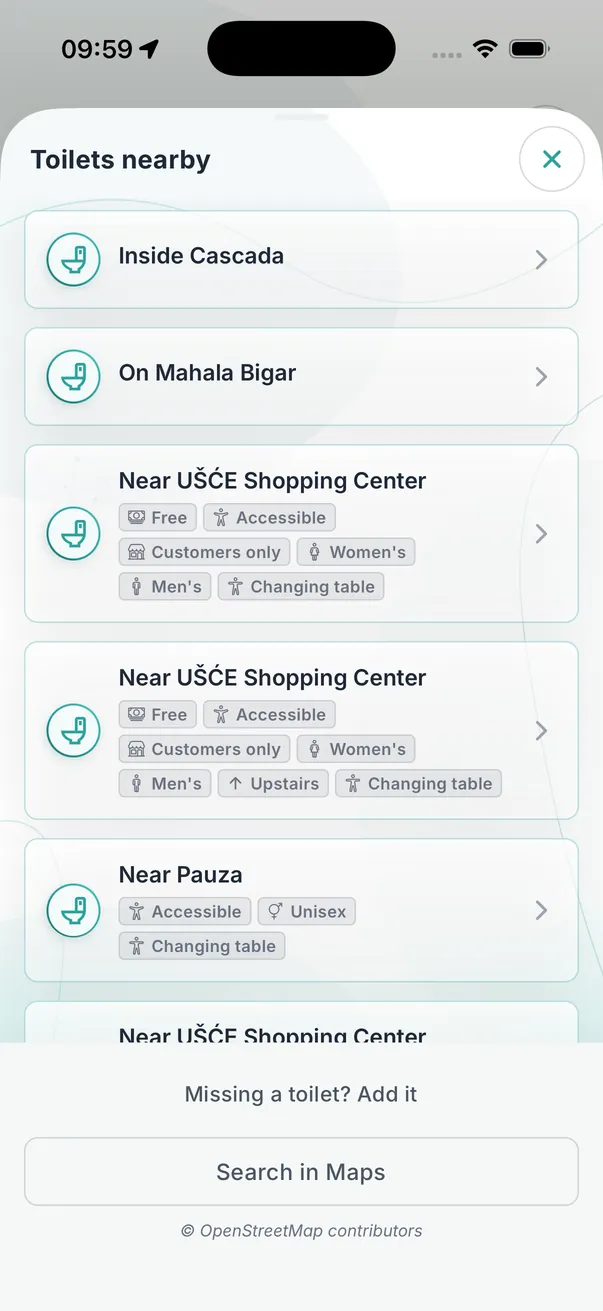 09:59
Toilets nearby
Inside Cascada
On Mahala Bigar
Near UŠĆE Shopping Center
Free Accessible
Customers only Women's
Men's Changing table
Near UŠĆE Shopping Center
Free Accessible
Customers only Women's
Men's Upstairs Changing table
Near Pauza
Accessible Unisex
Changing table
Near UŠĆE Shopping Center
Missing a toilet? Add it
Search in Maps
© OpenStreetMap contributors